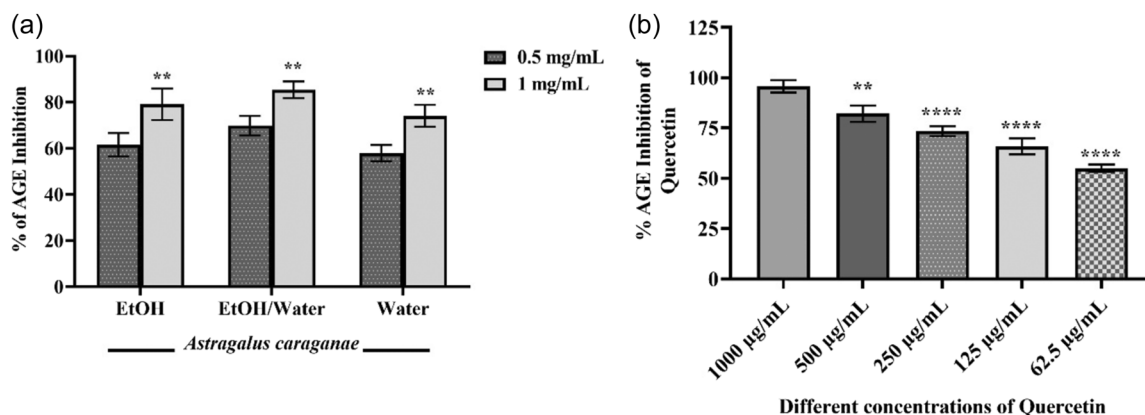 (a)
100
80
60
40
20
0
% of AGE Inhibition
**
**
**
0.5 mg/mL
1 mg/mL
EtOH
EtOH/Water
Water
Astragalus caraganae
(b)
125
100
75
50
25
0
% AGE Inhibition of
Quercetin
**
****
****
****
1000 µg/mL
500 µg/mL
250 µg/mL
125 µg/mL
62.5 µg/mL
Different concentrations of Quercetin